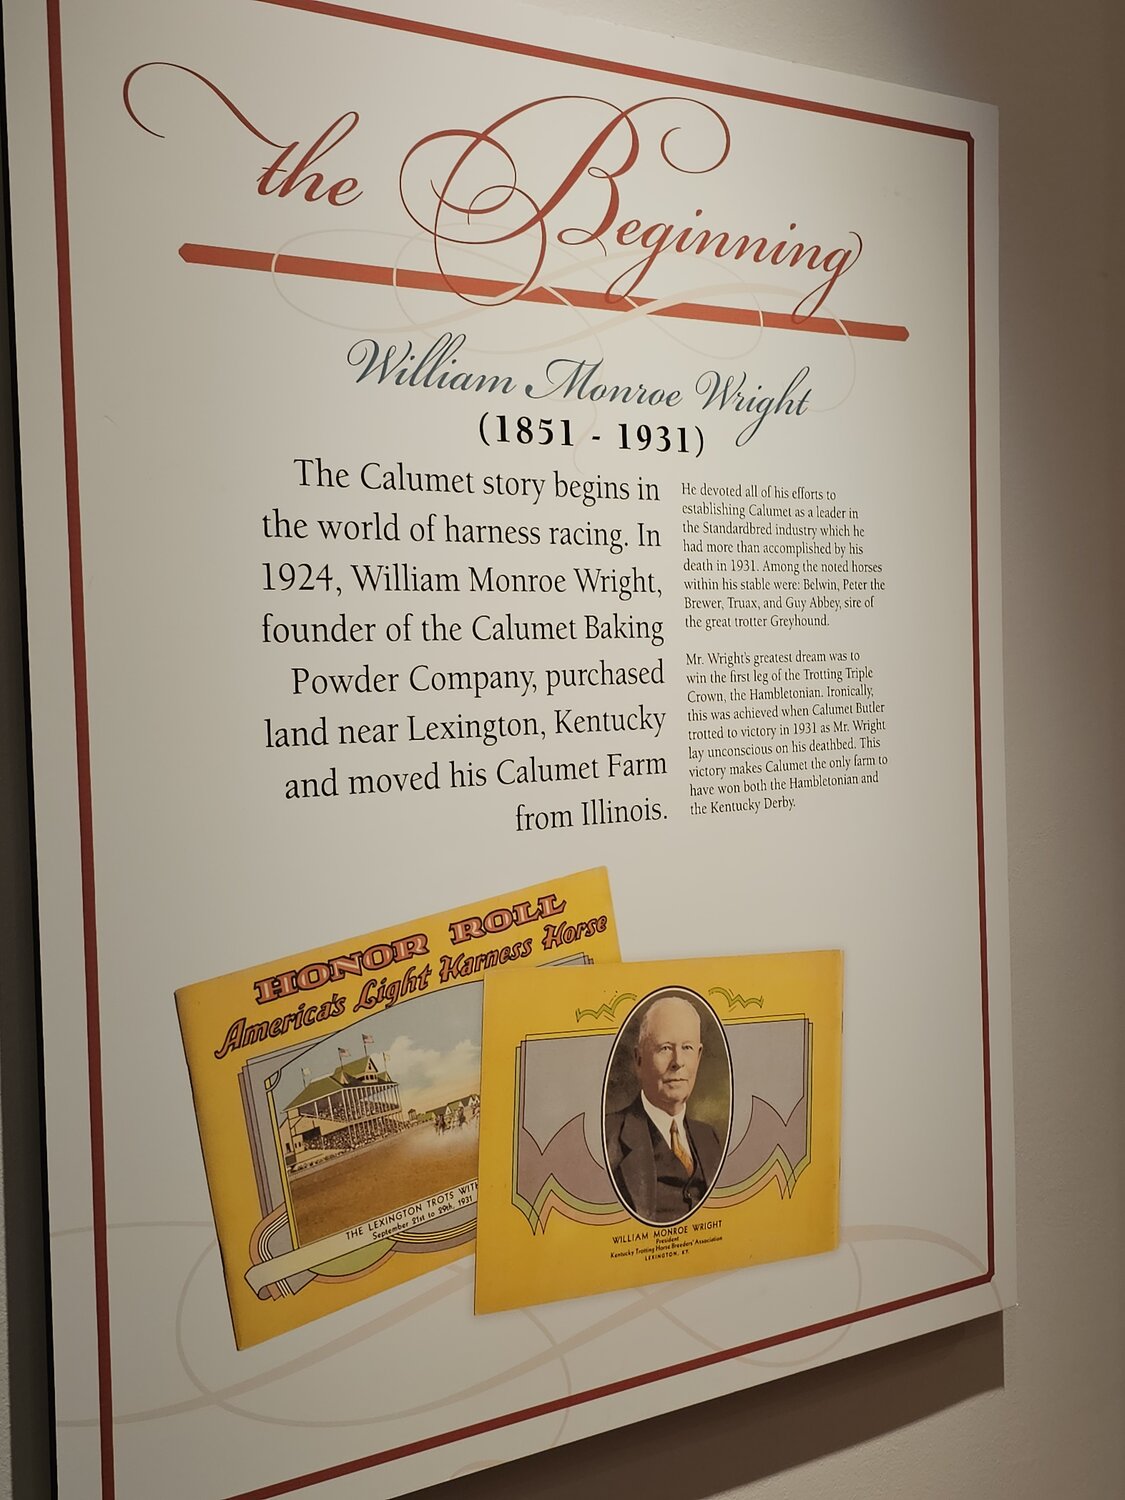 the Beginning
William Monroe Wright
(1851 - 1931)
The Calumet story begins in
the world of harness racing. In
1924, William Monroe Wright,
founder of the Calumet Baking
Powder Company, purchased
land near Lexington, Kentucky
and moved his Calumet Farm
from Illinois.
He devoted all of his efforts to
establishing Calumet as a leader in
the Standardbred industry which he
had more than accomplished by his
death in 1931. Among the noted horses
within his stable were: Belwin, Peter the
Brewer, Truax, and Guy Abbey, sire of
the great trotter Greyhound.
Mr. Wright's greatest dream was to
win the first leg of the Trotting Triple
Crown, the Hambletonian. Ironically,
this was achieved when Calumet Butler
trotted to victory in 1931 as Mr. Wright
lay unconscious on his deathbed. This
victory makes Calumet the only farm to
have won both the Hambletonian and
the Kentucky Derby.
HONOR ROLL
America's Light Harness Horse
THE LEXINGTON TROTS WITH
September 21st to 29th, 1931
WILLIAM MONROE WRIGHT
President
Kentucky Trotting Horse Breeders' Association
LEXINGTON, KY.